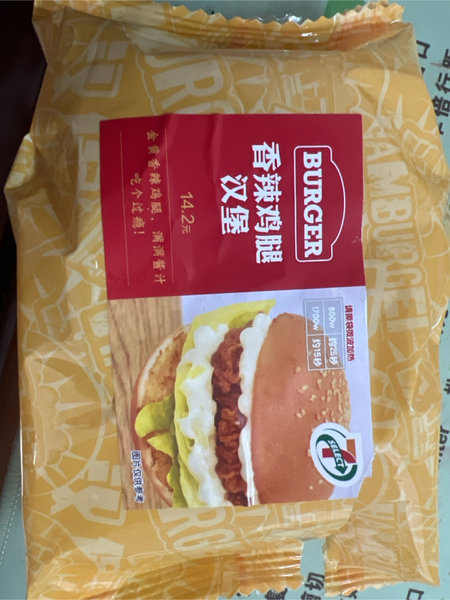 BURGER
香辣鸡腿
汉堡
14.2元
金黄香辣鸡腿，满满酱汁
吃个过瘾！
请撕袋微波加热
800w 约25秒
1700w 约15秒
7
SELECT
图片仅供参考
AMBURGE